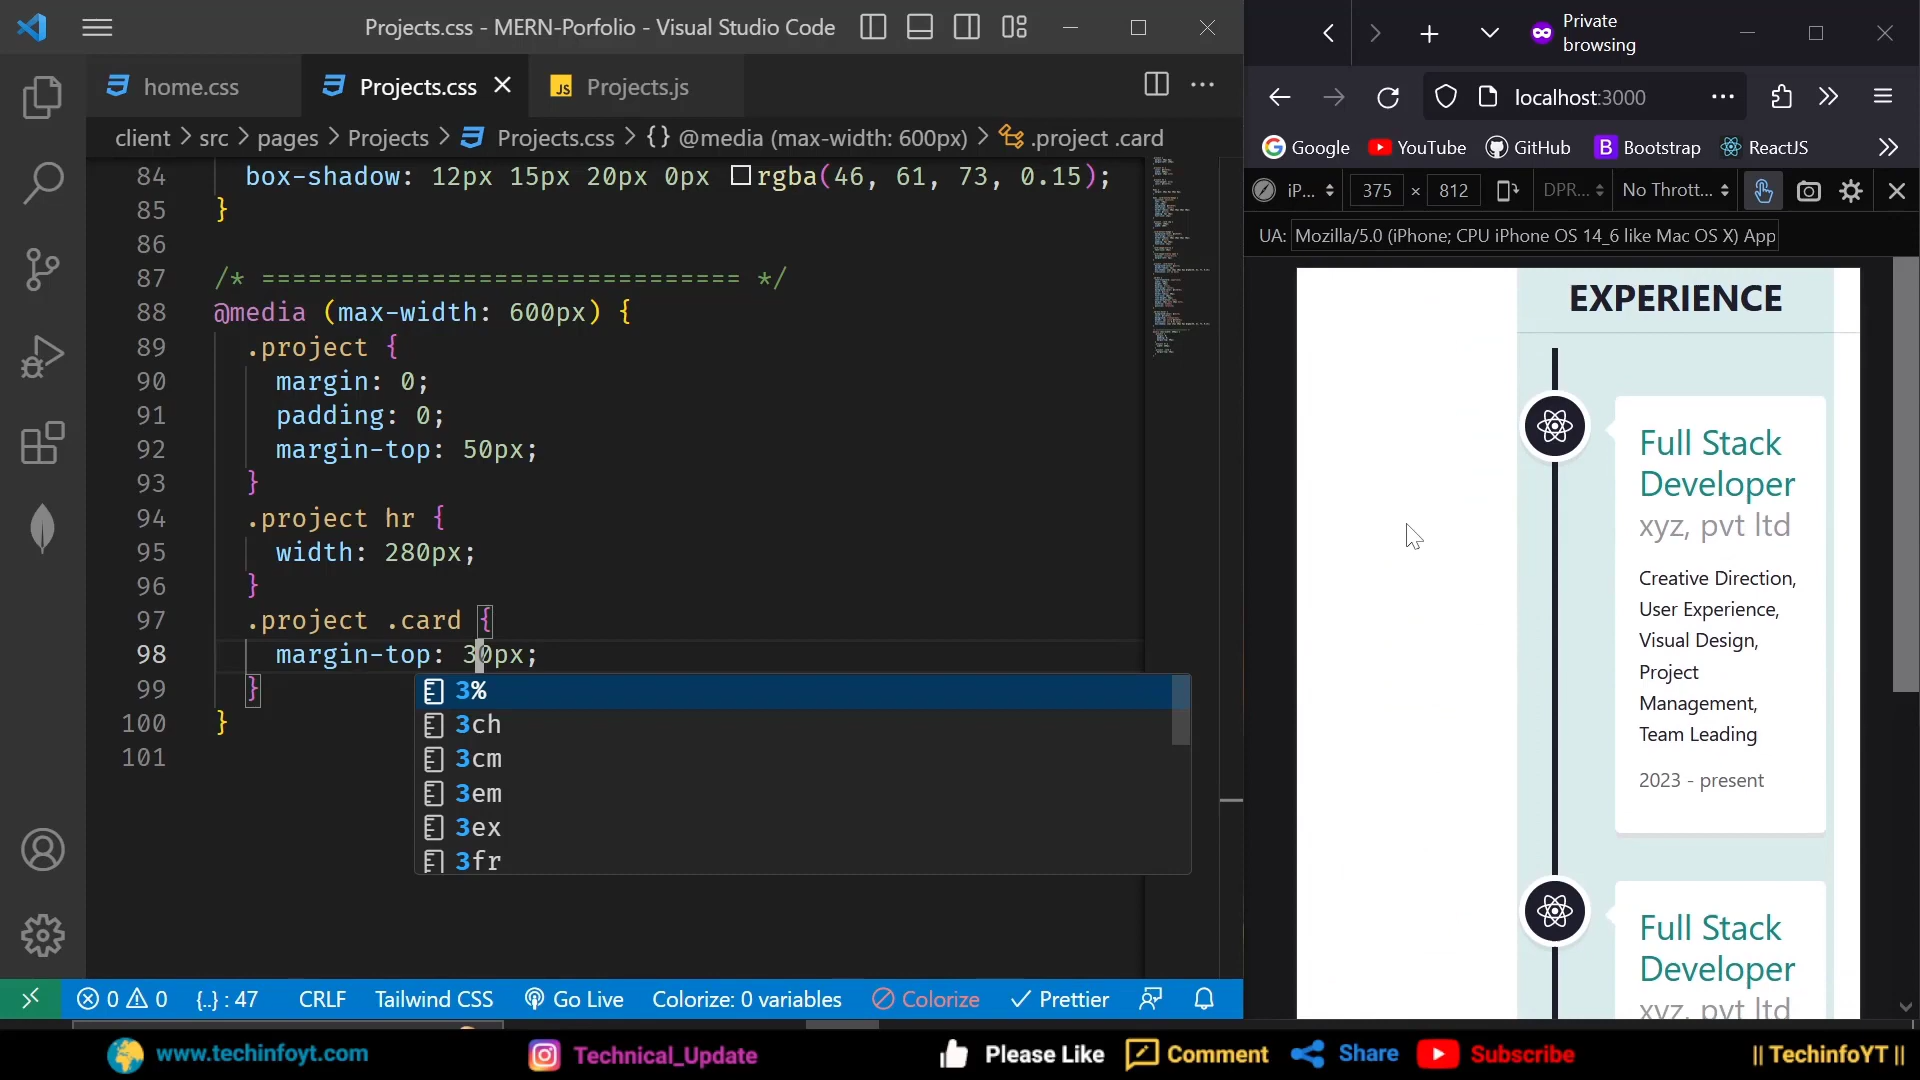 Projects.css - MERN-Porfolio - Visual Studio Code
home.css
Projects.css
JS Projects.js
client > src > pages > Projects > Projects.css > {} @media (max-width: 600px) > .project .card
84 box-shadow: 12px 15px 20px 0px rgba(46, 61, 73, 0.15);
85 }
86
87 /* =============================== */
88 @media (max-width: 600px) {
89 .project {
90 margin: 0;
91 padding: 0;
92 margin-top: 50px;
93 }
94 .project hr {
95 width: 280px;
96 }
97 .project .card {
98 margin-top: 30px;
99 }
100 }
101
3%
3ch
3cm
3em
3ex
3fr
0 0 {..} : 47 CRLF Tailwind CSS Go Live Colorize: 0 variables Colorize Prettier
Private browsing
localhost:3000
Google YouTube GitHub B Bootstrap ReactJS
iP... 375 × 812 DPR... No Thrott...
UA: Mozilla/5.0 (iPhone; CPU iPhone OS 14_6 like Mac OS X) App
EXPERIENCE
Full Stack
Developer
xyz, pvt ltd
Creative Direction,
User Experience,
Visual Design,
Project
Management,
Team Leading
2023 - present
Full Stack
Developer
xyz, pvt ltd
www.techinfoyt.com Technical_Update Please Like Comment Share Subscribe || TechinfoYT ||